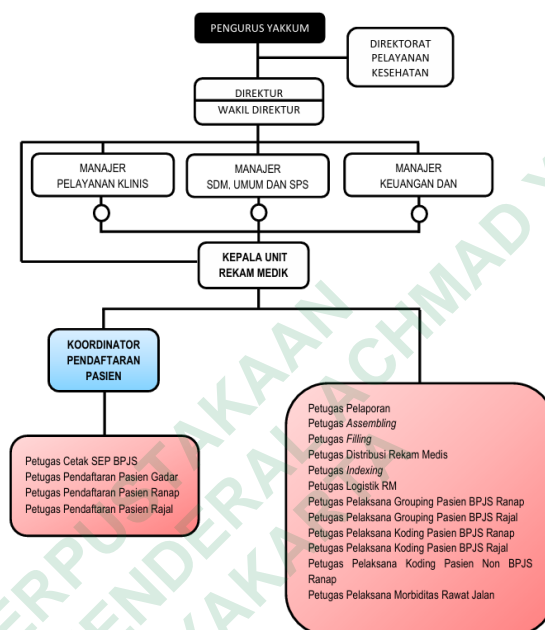 PENGURUS YAKKUM
DIREKTORAT
PELAYANAN
KESEHATAN
DIREKTUR
WAKIL DIREKTUR
MANAJER
PELAYANAN KLINIS
MANAJER
SDM. UMUM DAN SPS
MANAJER
KEUANGAN DAN
KEPALA UNIT
REKAM MEDIK
KOORDINATOR
PENDAFTARAN
PASIEN
Petugas Cetak SEP BPJS
Petugas Pendaftaran Pasien Gadar
Petugas Pendaftaran Pasien Ranap
Petugas Pendaftaran Pasien Rajal
Petugas Pelaporan
Petugas Assembling
Petugas Filling
Petugas Distribusi Rekam Medis
Petugas Indexing
Petugas Logistik RM
Petugas Pelaksana Grouping Pasien BPJS Ranap
Petugas Pelaksana Grouping Pasien BPJS Rajal
Petugas Pelaksana Koding Pasien BPJS Ranap
Petugas Pelaksana Koding Pasien BPJS Rajal
Petugas Pelaksana Koding Pasien Non BPJS
Ranap
Petugas Pelaksana Morbiditas Rawat Jalan
PERPUSTAKAAN
JENDERAL ACHMAD Y
YAKARTA